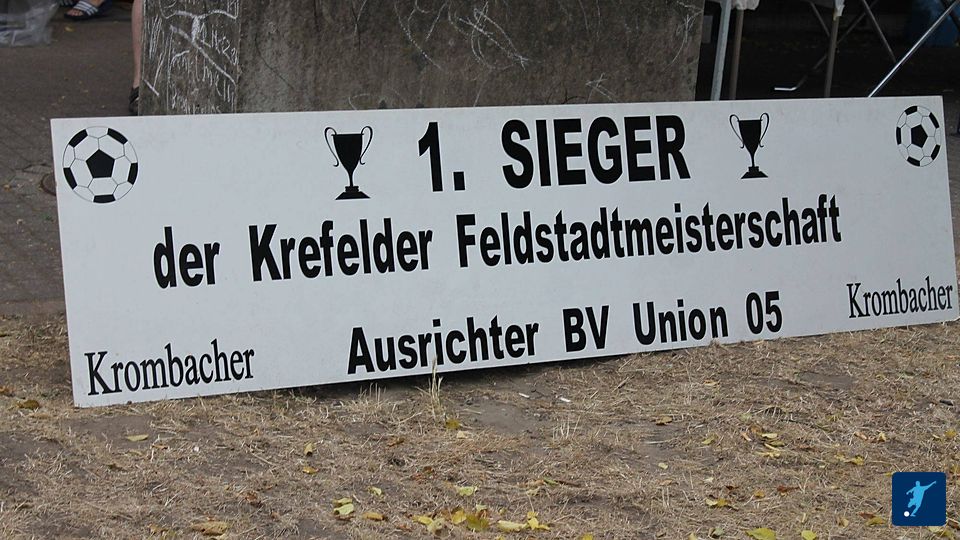 1. SIEGER
der Krefelder Feldstadtmeisterschaft
Ausrichter BV Union 05
Krombacher
Krombacher